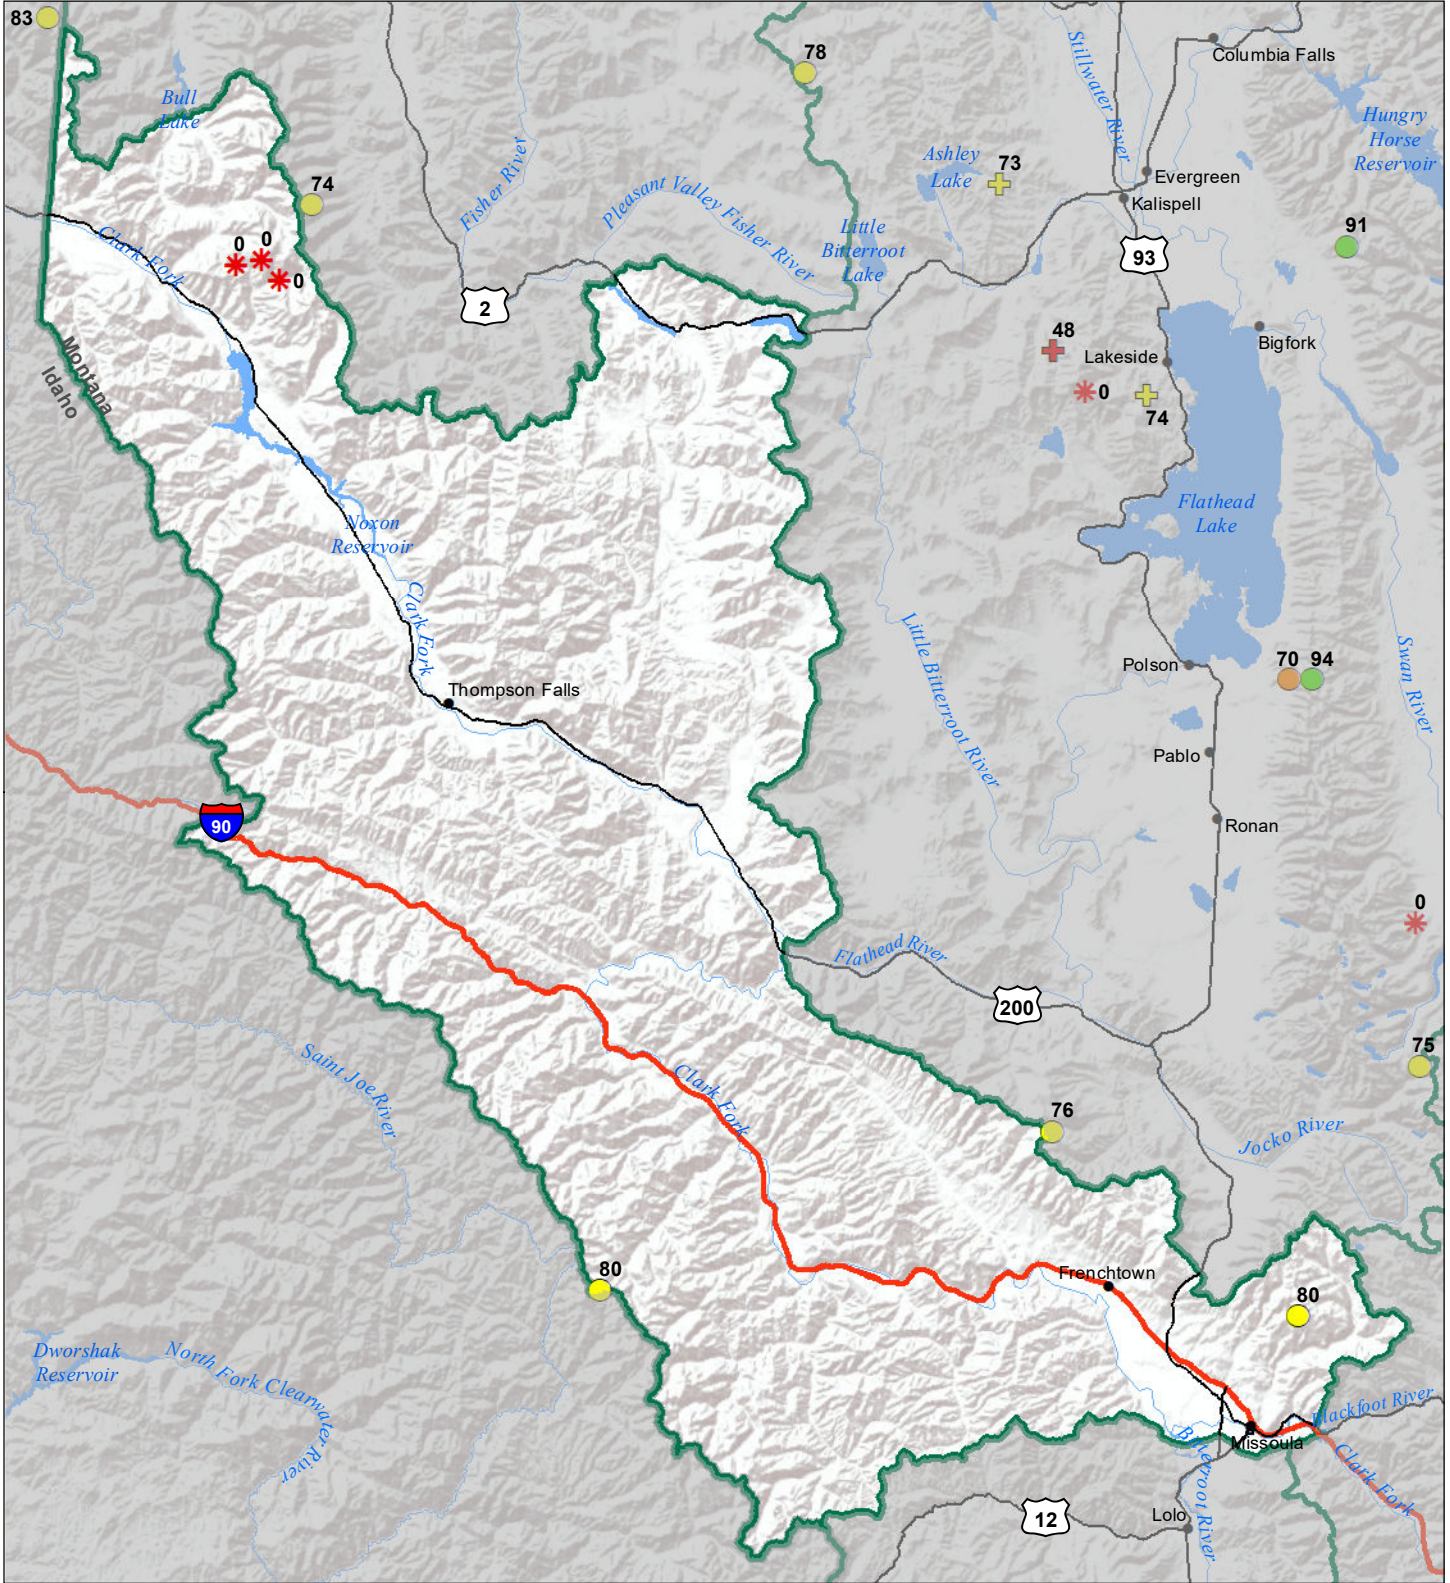 83
78
Columbia Falls
Stillwater River
Bull
Lake
Hungry
Horse
Reservoir
Fisher River
Ashley
Lake
73
Evergreen
74
Pleasant Valley Fisher River
Kalispell
Little
Bitterroot
Lake
91
Clark Fork
0
0
0
93
2
48
Lakeside
Bigfork
Montana
Idaho
0
74
Noxon
Reservoir
Flathead
Lake
Clark Fork
Little Bitterroot River
Swan River
Polson
70
94
Thompson Falls
Pablo
90
Ronan
0
Flathead River
200
Saint Joe River
75
Clark Fork
76
Jocko River
80
Frenchtown
80
Dworshak
Reservoir
North Fork Clearwater River
Blackfoot River
Missoula
Bitterroot River
Clark Fork
12
Lolo